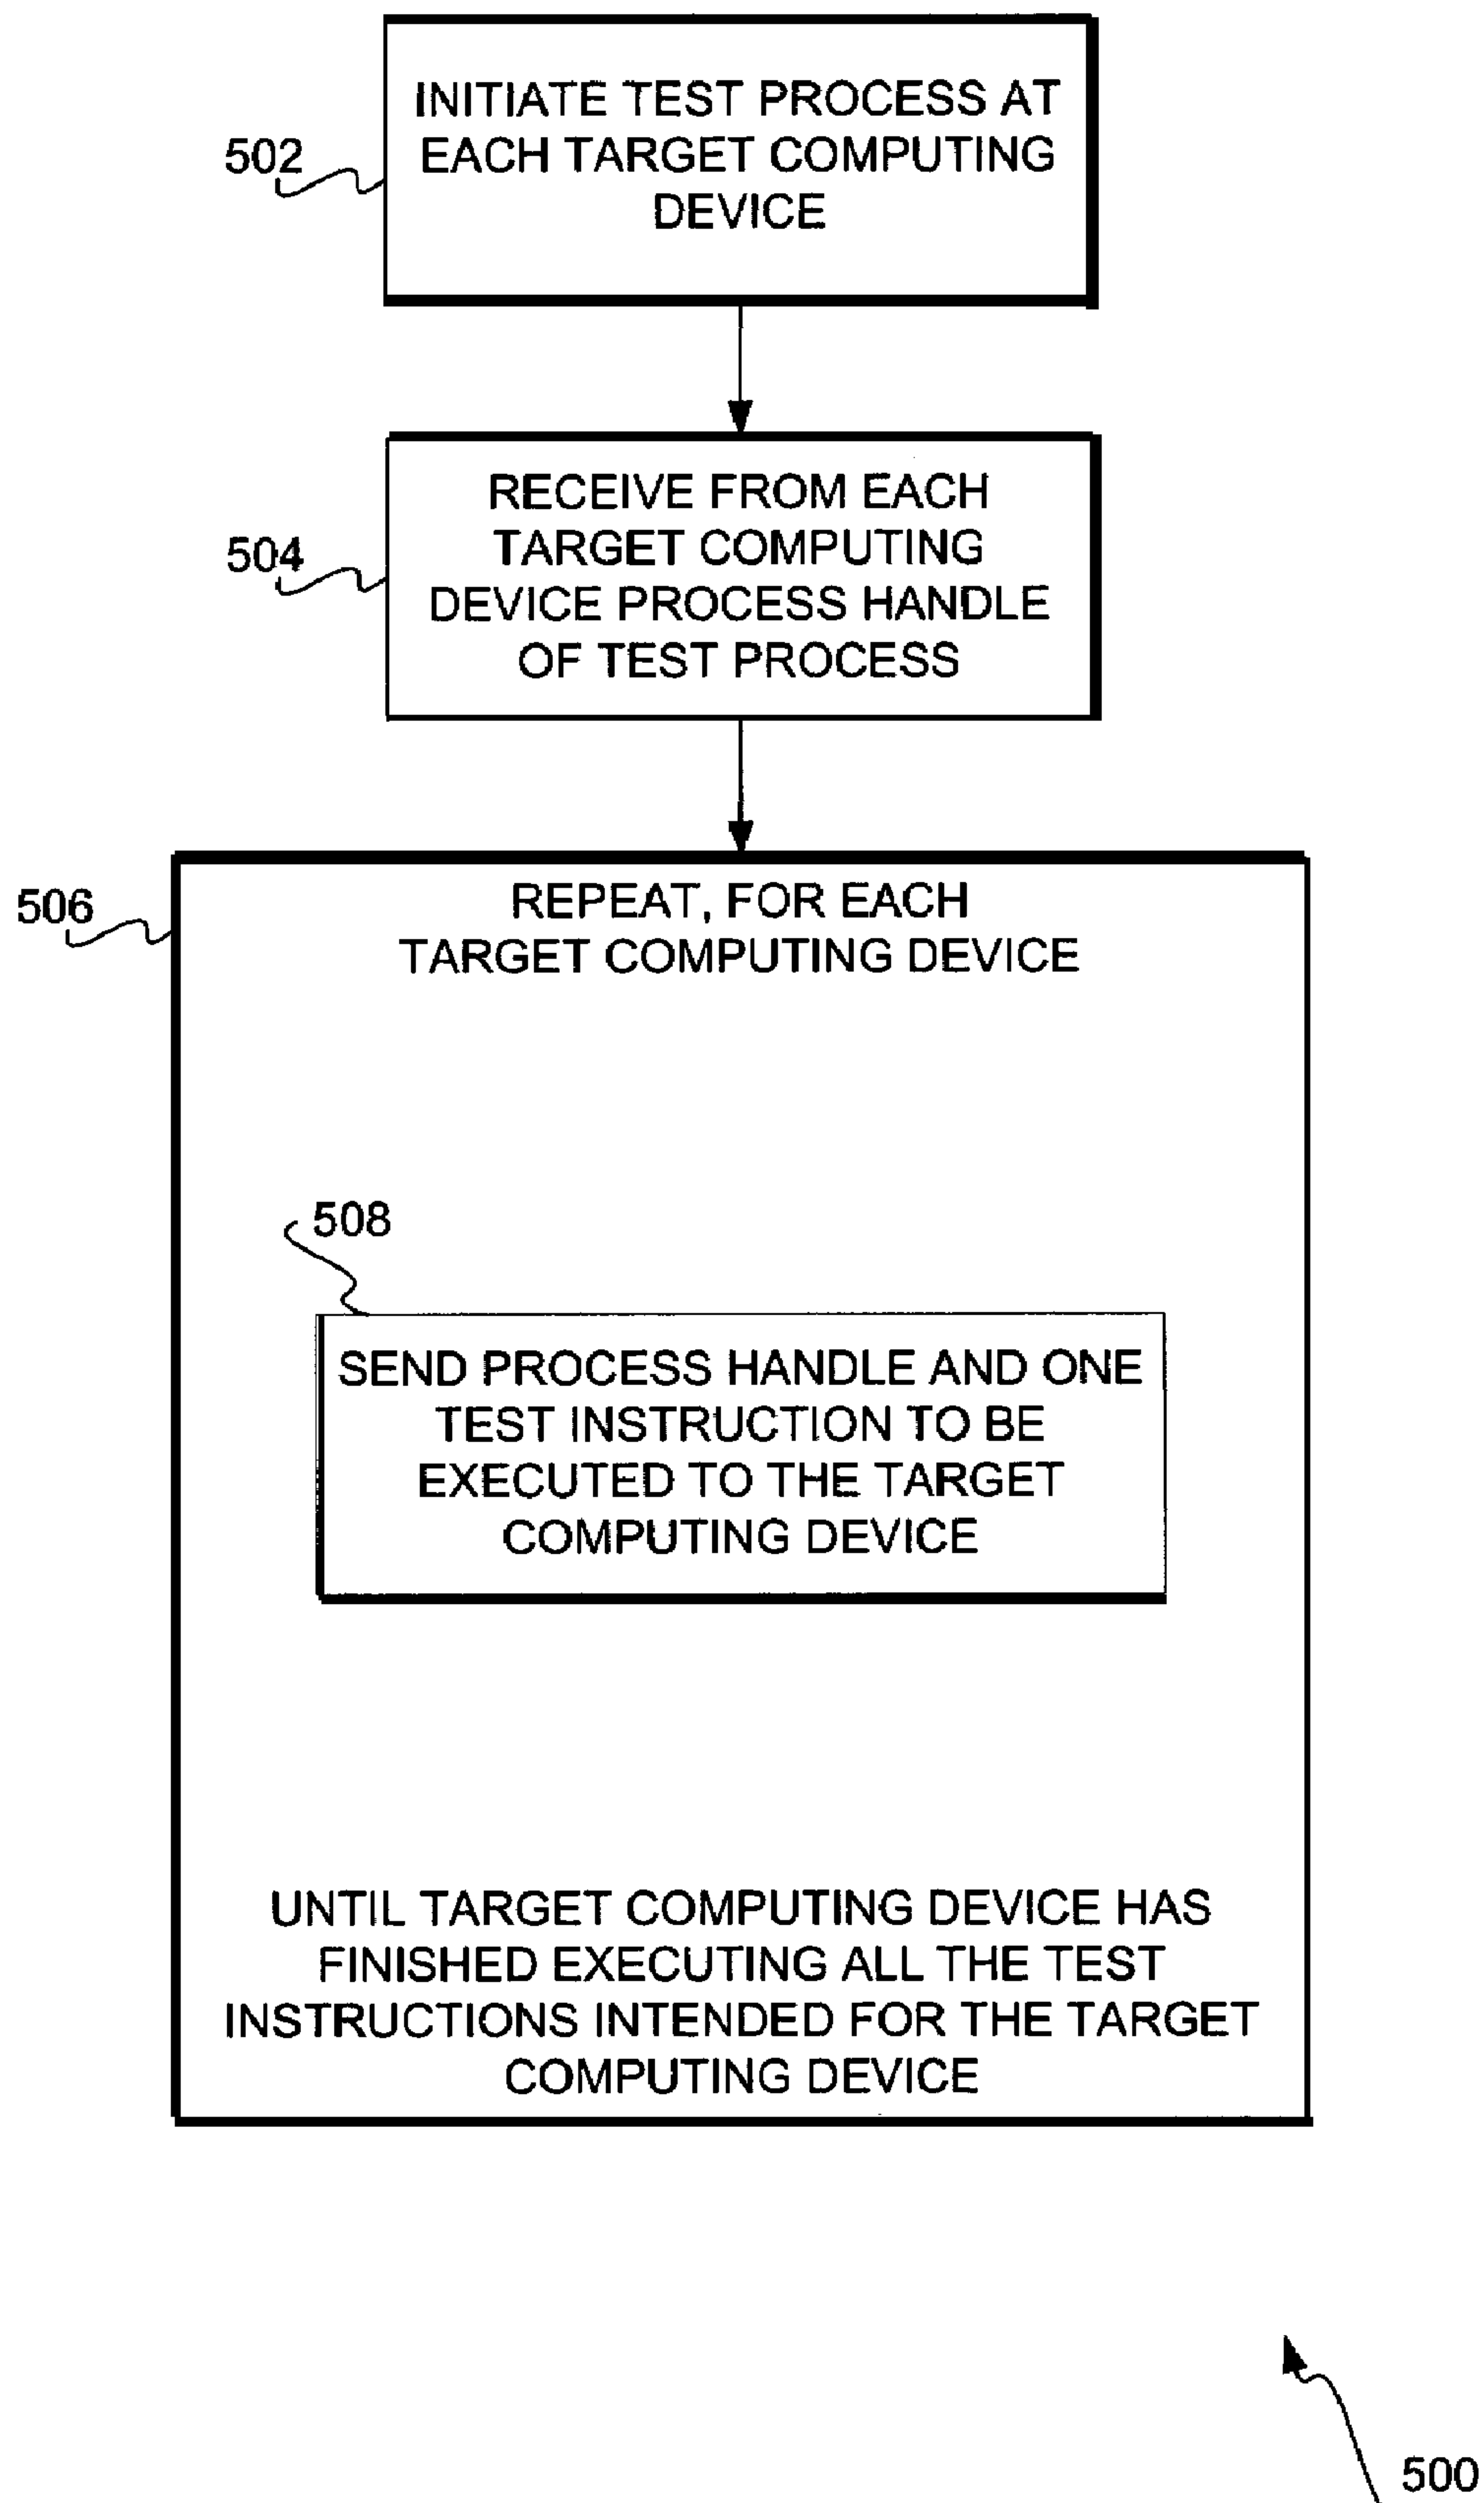 INITIATE TEST PROCESS AT
EACH TARGET COMPUTING
DEVICE
502
RECEIVE FROM EACH
TARGET COMPUTING
DEVICE PROCESS HANDLE
OF TEST PROCESS
504
506
REPEAT, FOR EACH
TARGET COMPUTING DEVICE
508
SEND PROCESS HANDLE AND ONE
TEST INSTRUCTION TO BE
EXECUTED TO THE TARGET
COMPUTING DEVICE
UNTIL TARGET COMPUTING DEVICE HAS
FINISHED EXECUTING ALL THE TEST
INSTRUCTIONS INTENDED FOR THE TARGET
COMPUTING DEVICE
500